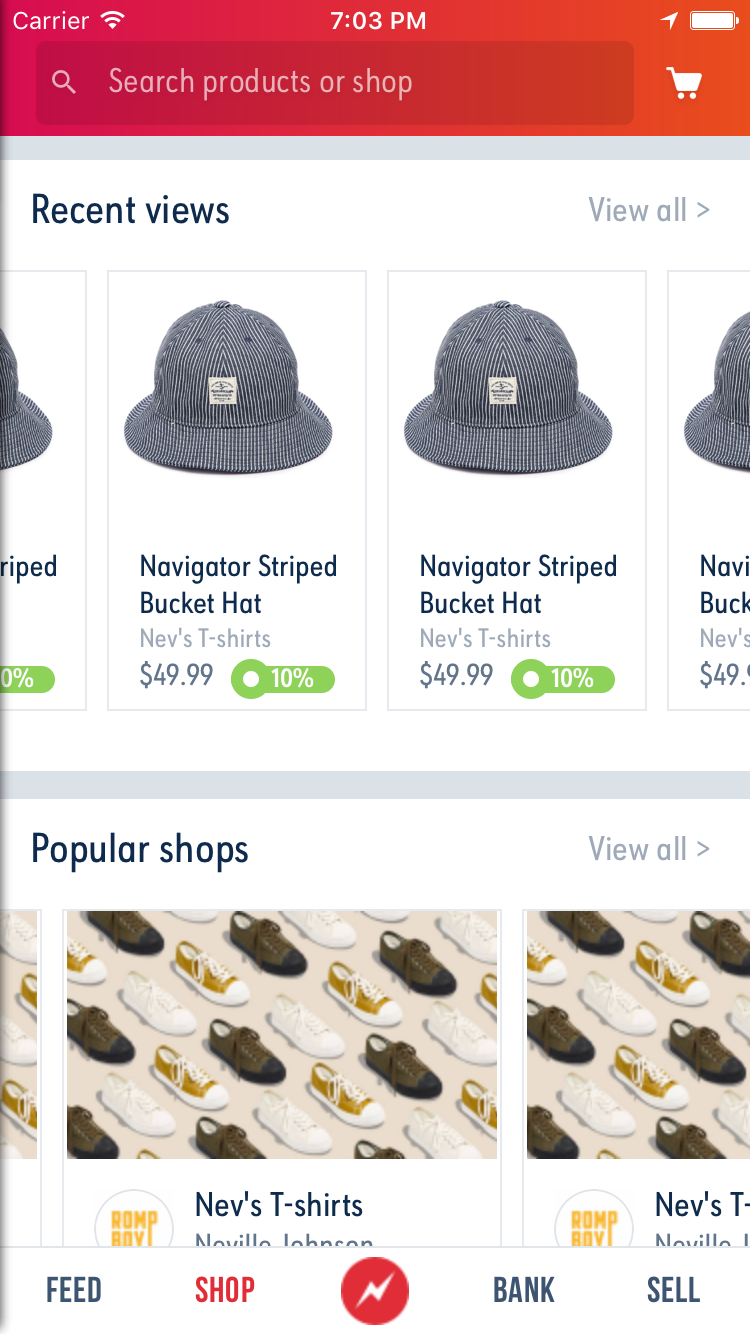 Carrier 7:03 PM
Search products or shop
Recent views View all >
riped Navigator Striped Navigator Striped Navi
Bucket Hat Bucket Hat Buck
Nev's T-shirts Nev's T-shirts Nev's
$49.99 $49.99 $49.9
0% 10% 10%
Popular shops View all >
Nev's T-shirts Nev's T-
ROMP ROMP
BOY BOY
Neville Johnson Neville J
FEED SHOP BANK SELL